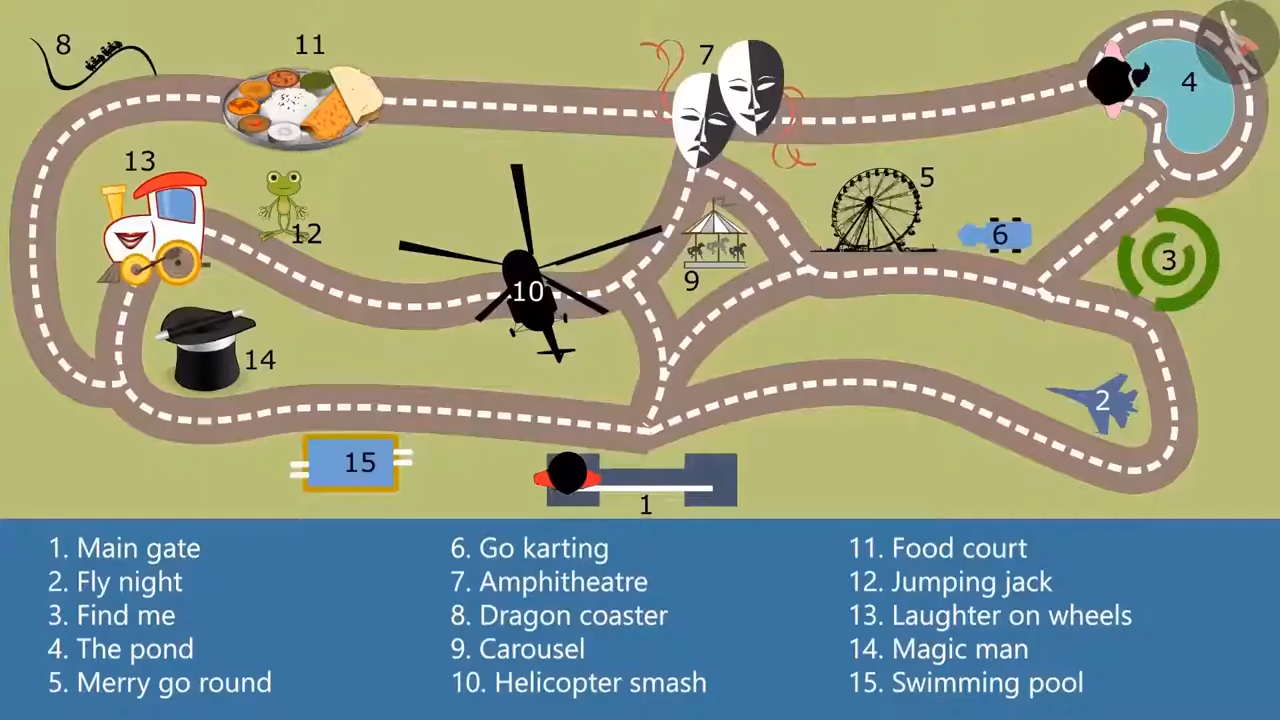 8
11
7
4
13
5
12
6
3
9
10
14
2
15
1
1. Main gate
2. Fly night
3. Find me
4. The pond
5. Merry go round
6. Go karting
7. Amphitheatre
8. Dragon coaster
9. Carousel
10. Helicopter smash
11. Food court
12. Jumping jack
13. Laughter on wheels
14. Magic man
15. Swimming pool